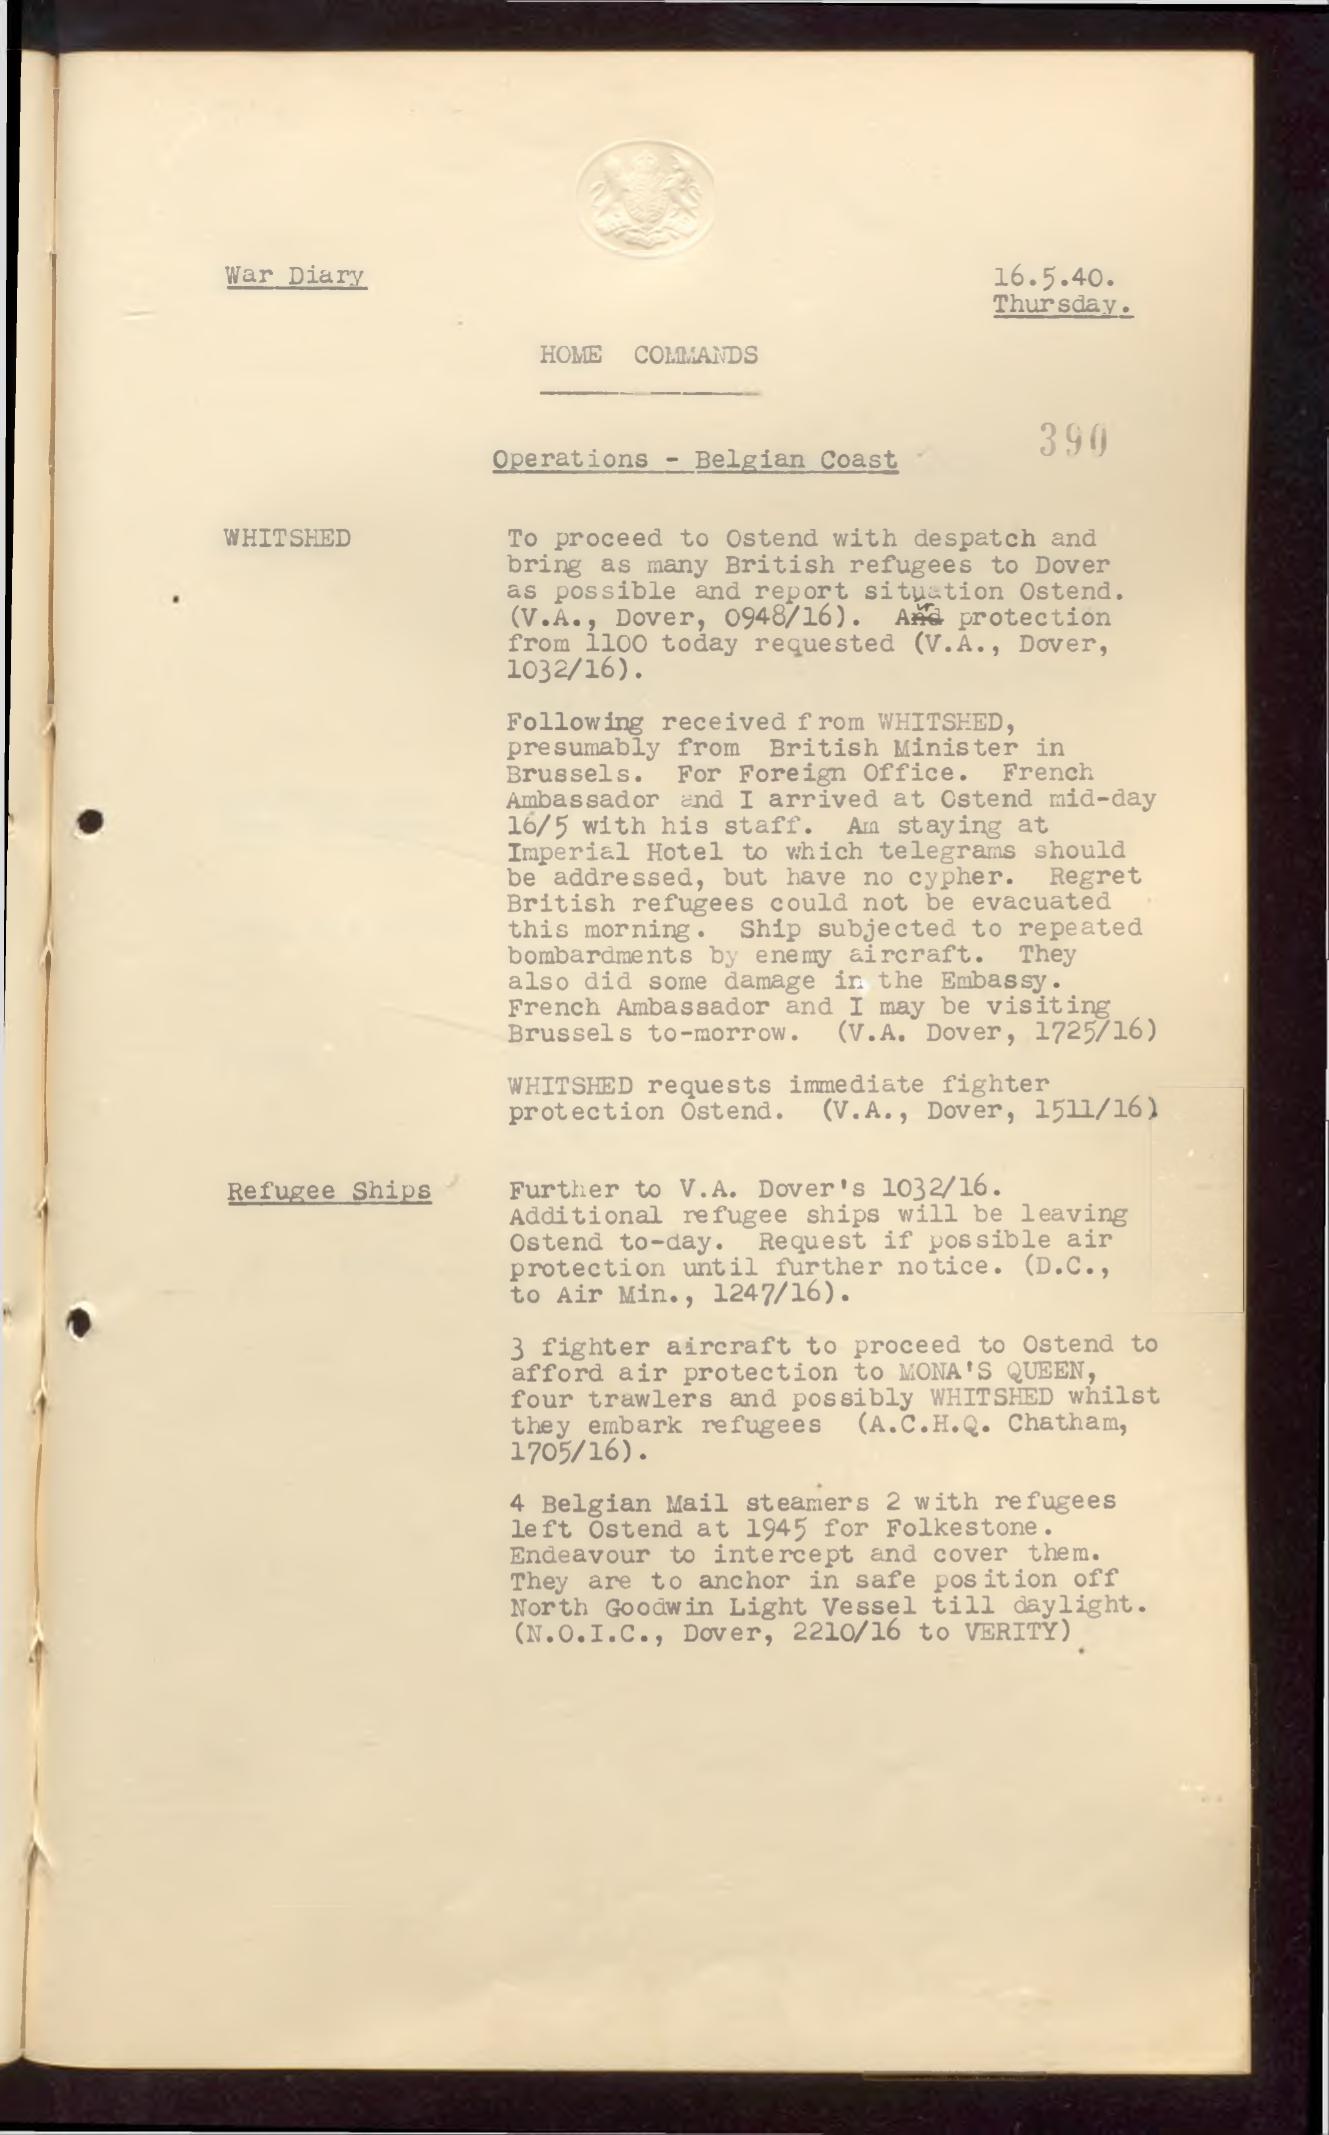 War Diary
16.5.40.
Thursday.
HOME COMMANDS
390
Operations - Belgian Coast
WHITSHED
To proceed to Ostend with despatch and
bring as many British refugees to Dover
as possible and report situation Ostend.
(V.A., Dover, 0948/16). Air protection
from 1100 today requested (V.A., Dover,
1032/16).
Following received from WHITSHED,
presumably from British Minister in
Brussels. For Foreign Office. French
Ambassador and I arrived at Ostend mid-day
16/5 with his staff. Am staying at
Imperial Hotel to which telegrams should
be addressed, but have no cypher. Regret
British refugees could not be evacuated
this morning. Ship subjected to repeated
bombardments by enemy aircraft. They
also did some damage in the Embassy.
French Ambassador and I may be visiting
Brussels to-morrow. (V.A. Dover, 1725/16)
WHITSHED requests immediate fighter
protection Ostend. (V.A., Dover, 1511/16)
Refugee Ships
Further to V.A. Dover's 1032/16.
Additional refugee ships will be leaving
Ostend to-day. Request if possible air
protection until further notice. (D.C.,
to Air Min., 1247/16).
3 fighter aircraft to proceed to Ostend to
afford air protection to MONA'S QUEEN,
four trawlers and possibly WHITSHED whilst
they embark refugees (A.C.H.Q. Chatham,
1705/16).
4 Belgian Mail steamers 2 with refugees
left Ostend at 1945 for Folkestone.
Endeavour to intercept and cover them.
They are to anchor in safe position off
North Goodwin Light Vessel till daylight.
(N.O.I.C., Dover, 2210/16 to VERITY)